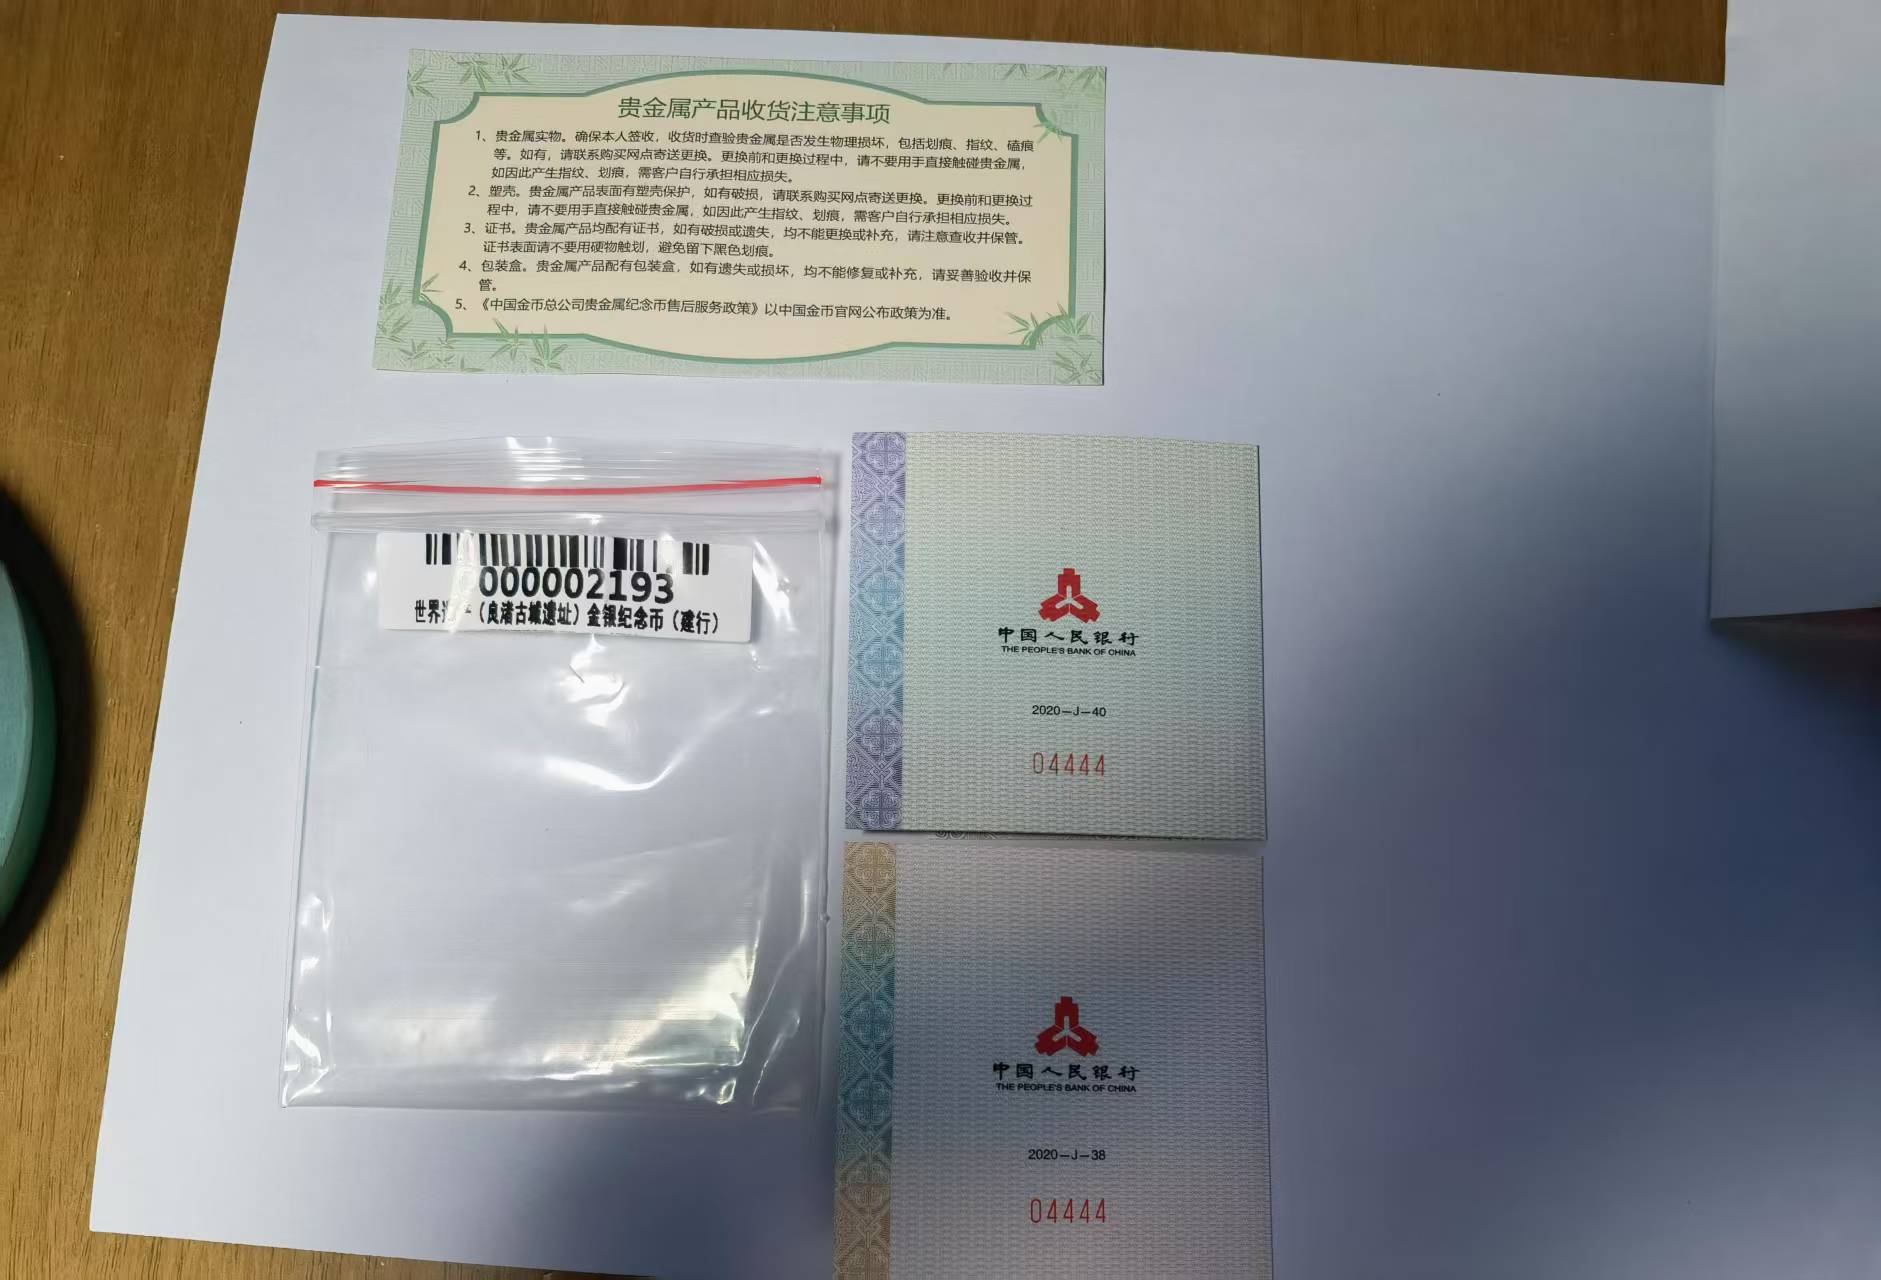 贵金属产品收货注意事项
1、贵金属实物。确保本人签收，收货时查验贵金属是否发生物理损坏，包括划痕、指纹、磕痕
等。如有，请联系购买网点寄送更换。更换前和更换过程中，请不要用手直接触碰贵金属，
如因此产生指纹、划痕，需客户自行承担相应损失。
2、塑壳。贵金属产品表面有塑壳保护，如有破损，请联系购买网点寄送更换。更换前和更换过
程中，请不要用手直接触碰贵金属，如因此产生指纹、划痕，需客户自行承担相应损失。
3、证书。贵金属产品均配有证书，如有破损或遗失，均不能更换或补充，请注意查收并保管。
证书表面请不要用硬物触划，避免留下黑色划痕。
4、包装盒。贵金属产品配有包装盒，如有遗失或损坏，均不能修复或补充，请妥善验收并保
管。
5、《中国金币总公司贵金属纪念币售后服务政策》以中国金币官网公布政策为准。
000002193
世界（良渚古城遗址）金银纪念币（建行）
中国人民银行
THE PEOPLE'S BANK OF CHINA
2020—J—40
04444
中国人民银行
THE PEOPLE'S BANK OF CHINA
2020—J—38
04444